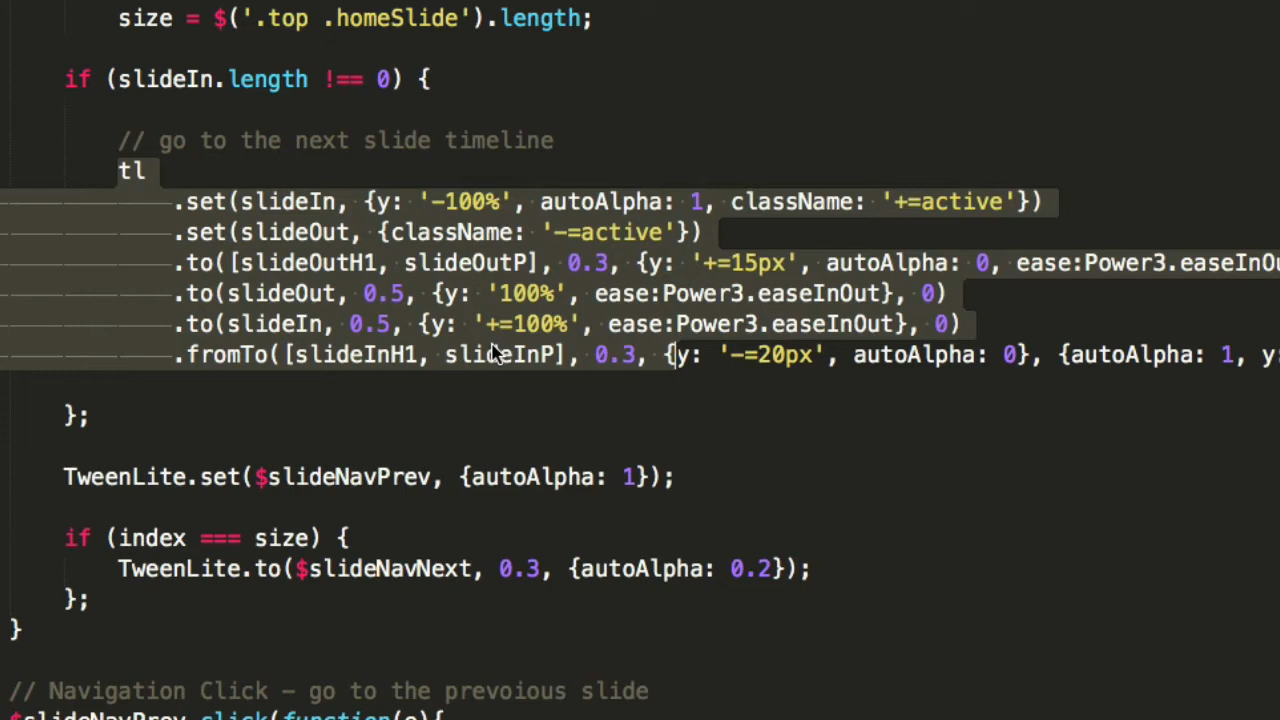 size = $('.top .homeSlide').length;
if (slideIn.length !== 0) {
// go to the next slide timeline
tl
.set(slideIn, {y: '-100%', autoAlpha: 1, className: '+=active'})
.set(slideOut, {className: '-=active'})
.to([slideOutH1, slideOutP], 0.3, {y: '+=15px', autoAlpha: 0, ease:Power3.easeInOu
.to(slideOut, 0.5, {y: '100%', ease:Power3.easeInOut}, 0)
.to(slideIn, 0.5, {y: '+=100%', ease:Power3.easeInOut}, 0)
.fromTo([slideInH1, slideInP], 0.3, {y: '-=20px', autoAlpha: 0}, {autoAlpha: 1, y:
};
TweenLite.set($slideNavPrev, {autoAlpha: 1});
if (index === size) {
TweenLite.to($slideNavNext, 0.3, {autoAlpha: 0.2});
};
}
// Navigation Click – go to the prevoious slide
$slideNavPrev.click(function(e){